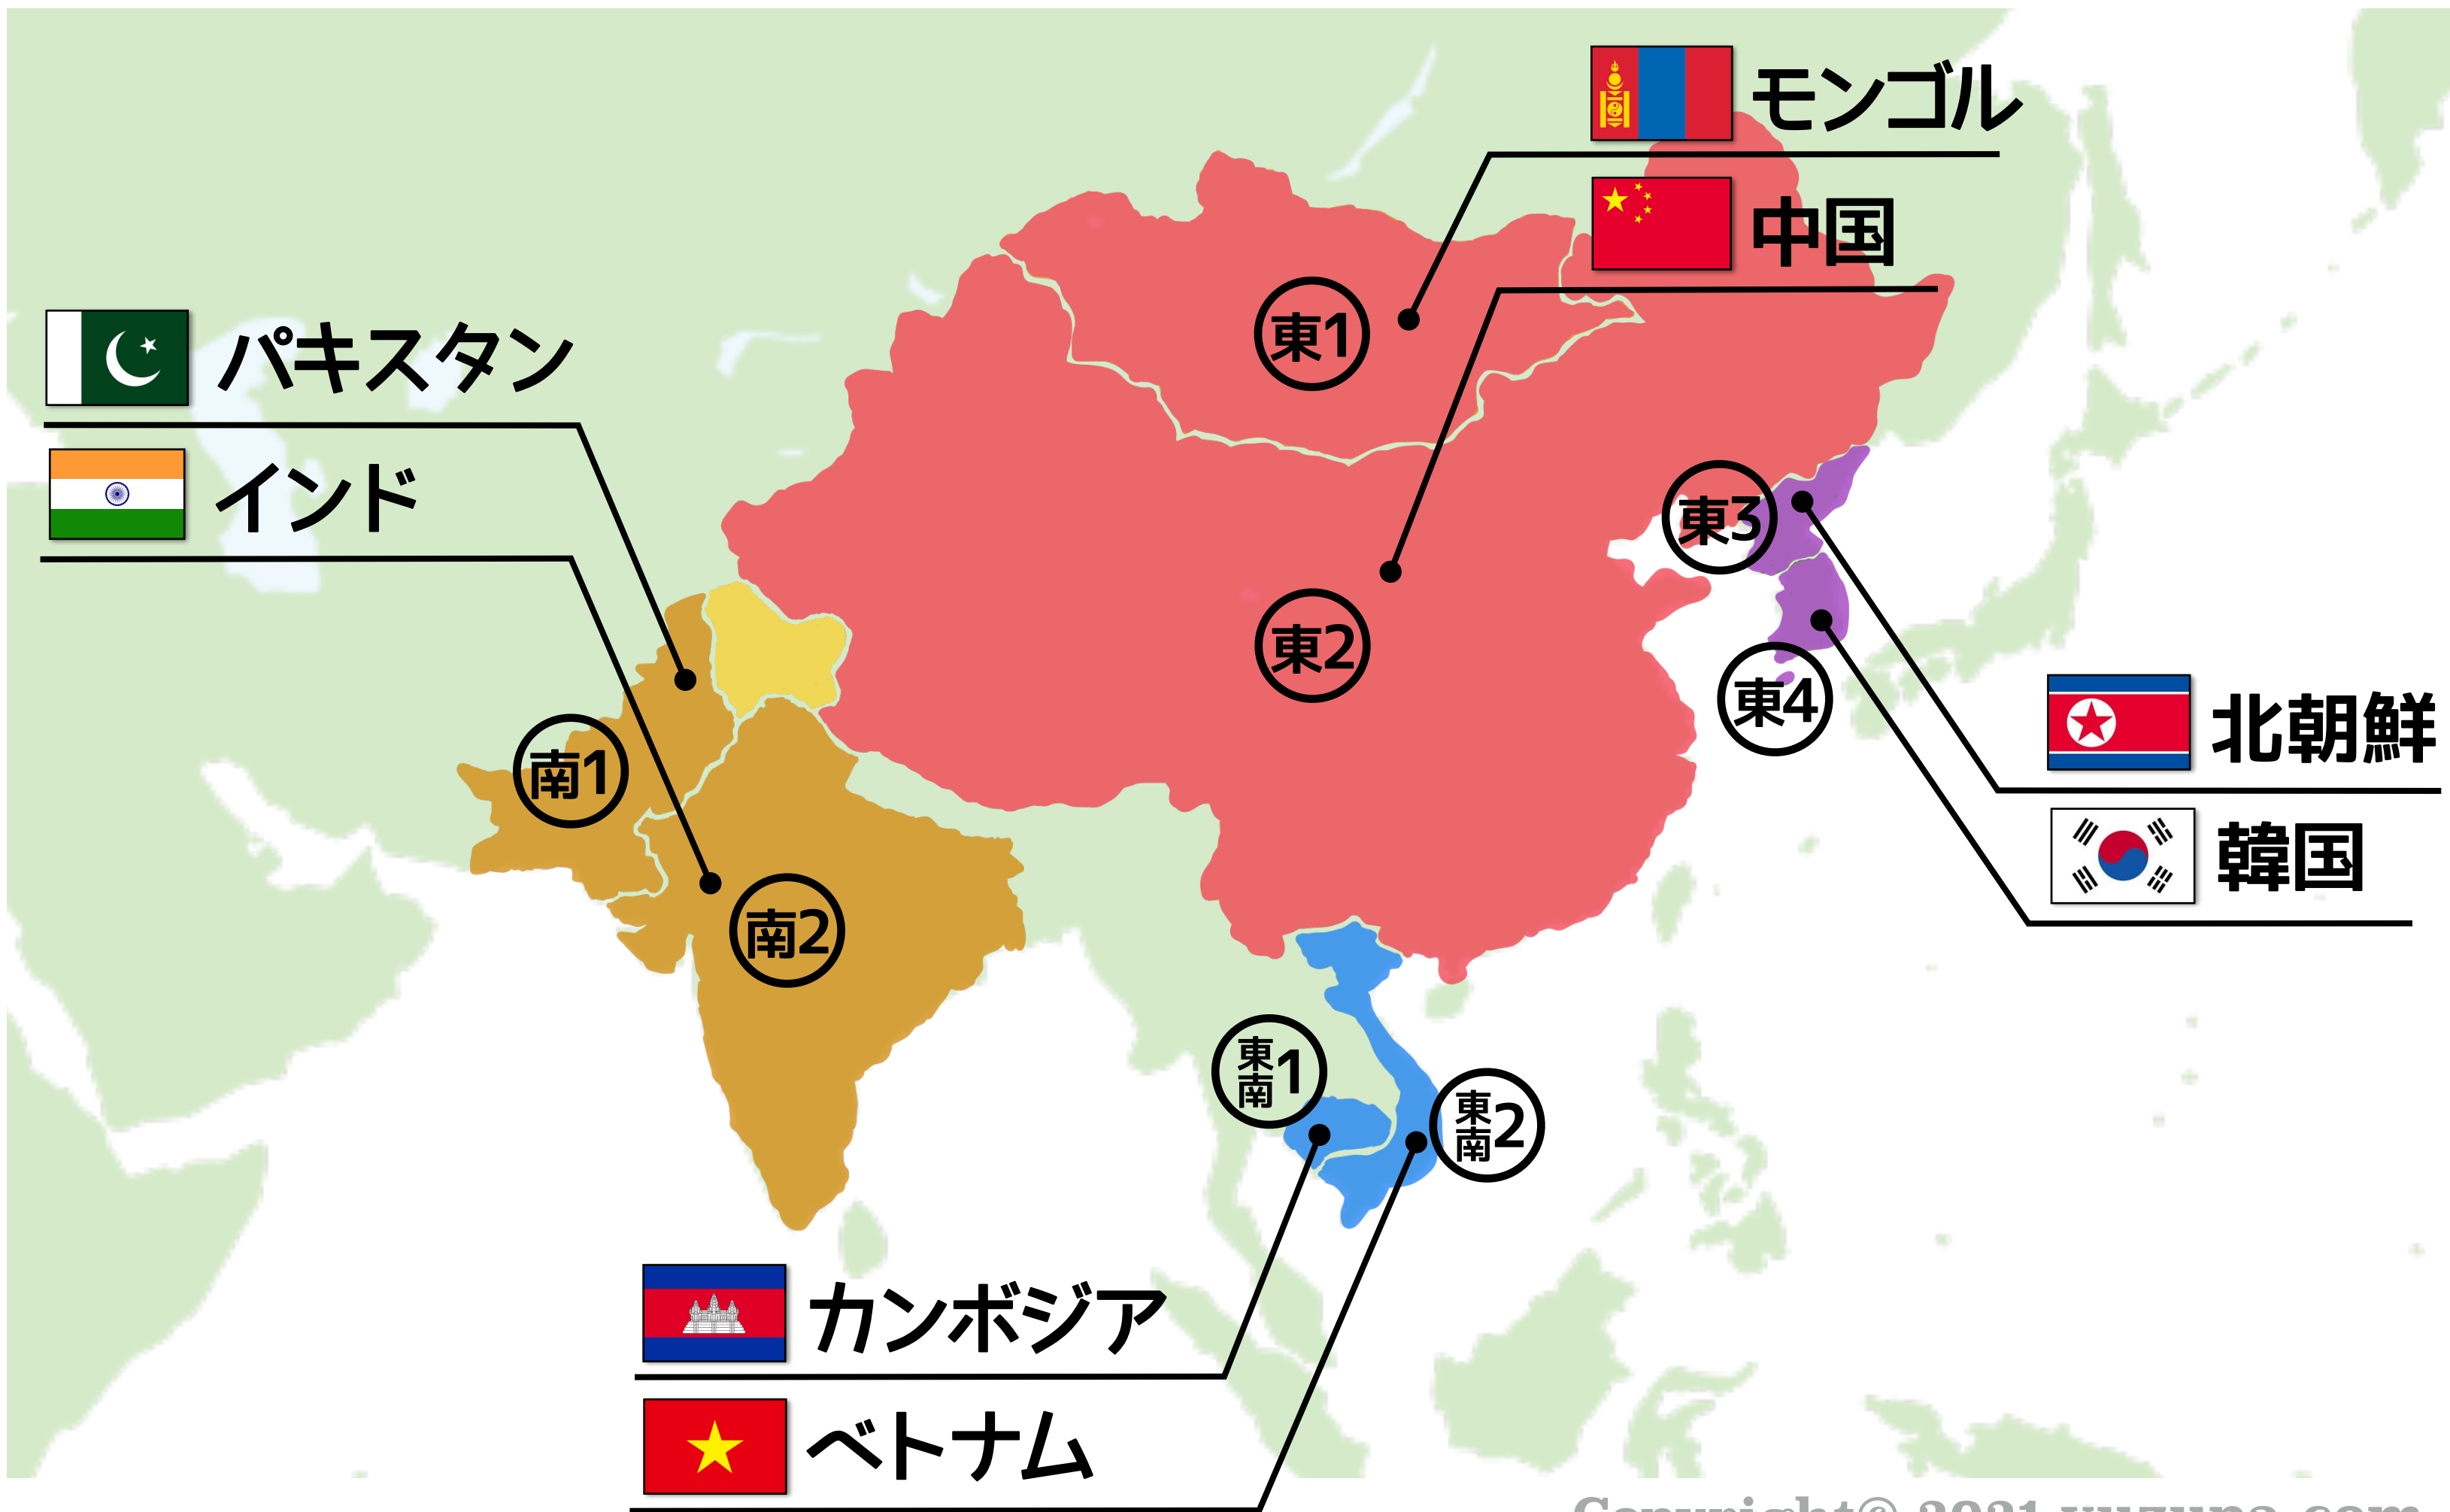 モンゴル
中国
東1
パキスタン
インド
東3
東2
東4
北朝鮮
南1
韓国
南2
東南1
東南2
カンボジア
ベトナム